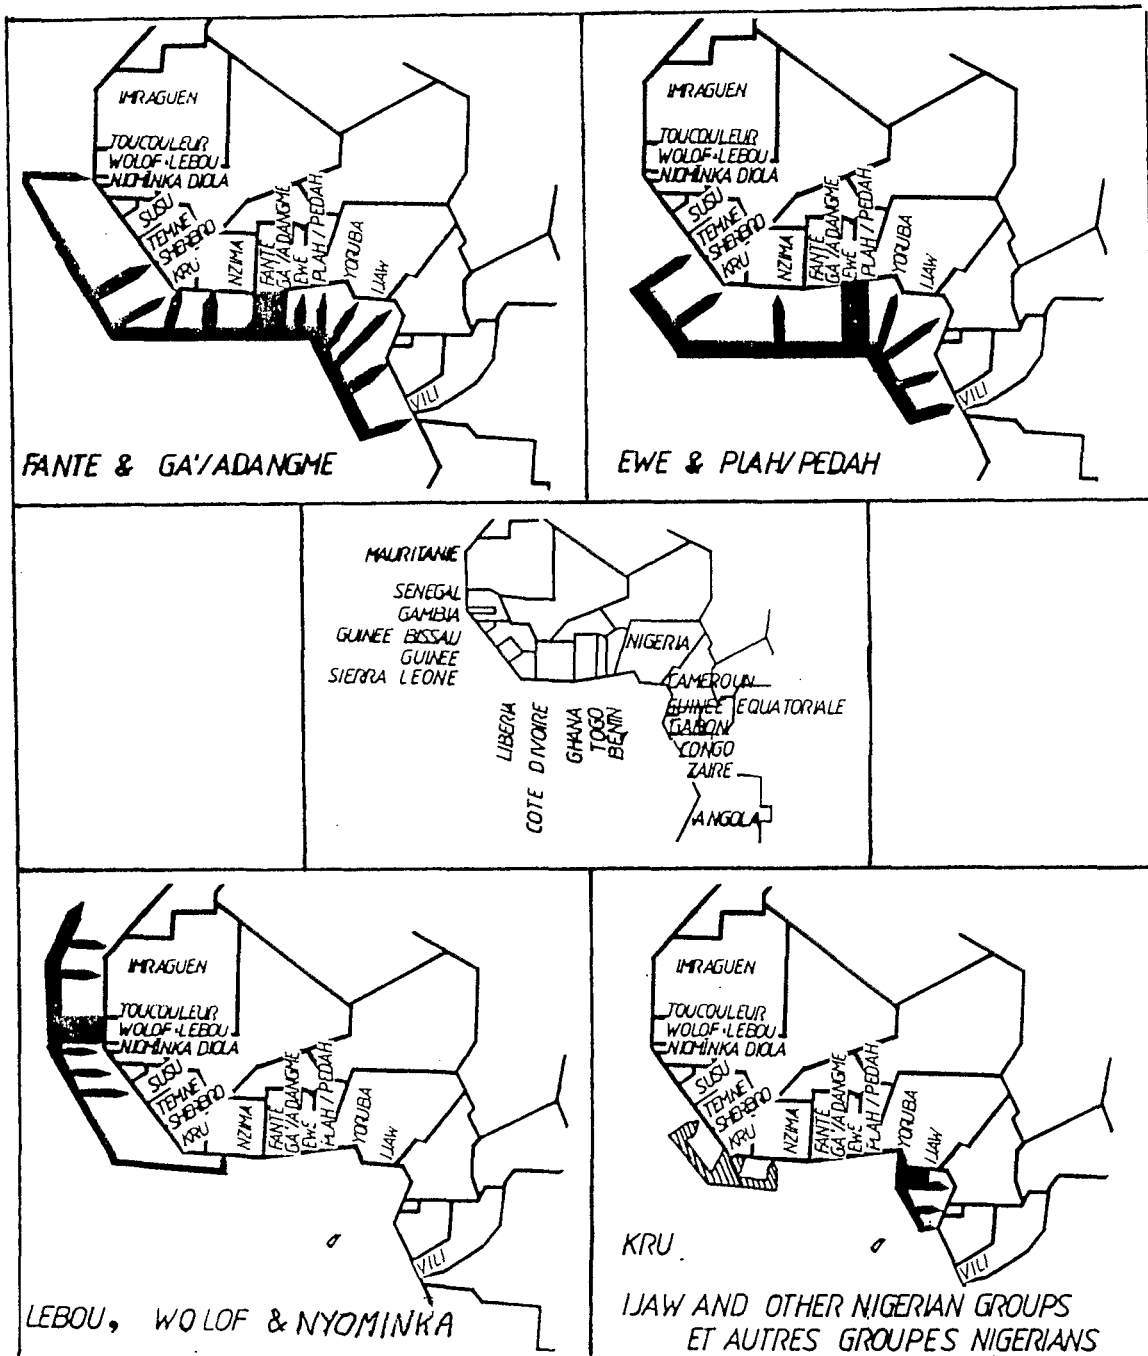 IMRAGUEN
TOUCOULEUR
WOLOF·LEBOU
NIOMINKA DIOLA
SUSU
TEMNE
SHERBRO
KRU
NZIMA
FANTE
GA'/ADANGME
EWE
PLAH/PEDAH
YORUBA
IJAW
VILI
FANTE & GA'/ADANGME
IMRAGUEN
TOUCOULEUR
WOLOF·LEBOU
NIOMINKA DIOLA
SUSU
TEMNE
SHERBRO
KRU
NZIMA
FANTE
GA'/ADANGME
EWE
PLAH/PEDAH
YORUBA
IJAW
VILI
EWE & PLAH/PEDAH
MAURITANIE
SENEGAL
GAMBIA
GUINEE BISSAU
GUINEE
SIERRA LEONE
LIBERIA
COTE D'IVOIRE
GHANA
TOGO
BENIN
NIGERIA
CAMEROUN
GUINEE EQUATORIALE
GABON
CONGO
ZAIRE
ANGOLA
IMRAGUEN
TOUCOULEUR
WOLOF·LEBOU
NIOMINKA DIOLA
SUSU
TEMNE
SHERBRO
KRU
NZIMA
FANTE
GA'/ADANGME
EWE
PLAH/PEDAH
YORUBA
IJAW
VILI
LEBOU, WOLOF & NYOMINKA
IMRAGUEN
TOUCOULEUR
WOLOF·LEBOU
NIOMINKA DIOLA
SUSU
TEMNE
SHERBRO
KRU
NZIMA
FANTE
GA'/ADANGME
EWE
PLAH/PEDAH
YORUBA
IJAW
VILI
KRU.
IJAW AND OTHER NIGERIAN GROUPS
ET AUTRES GROUPES NIGERIANS